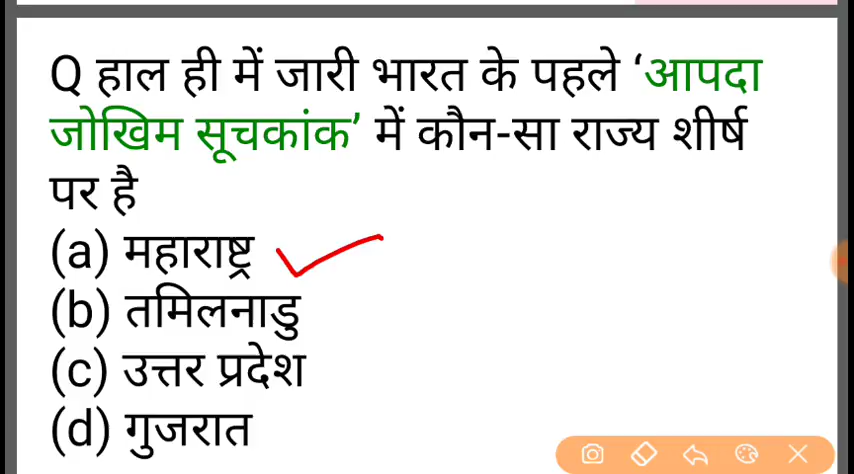 Q हाल ही में जारी भारत के पहले ‘आपदा
जोखिम सूचकांक’ में कौन-सा राज्य शीर्ष
पर है
(a) महाराष्ट्र
(b) तमिलनाडु
(c) उत्तर प्रदेश
(d) गुजरात